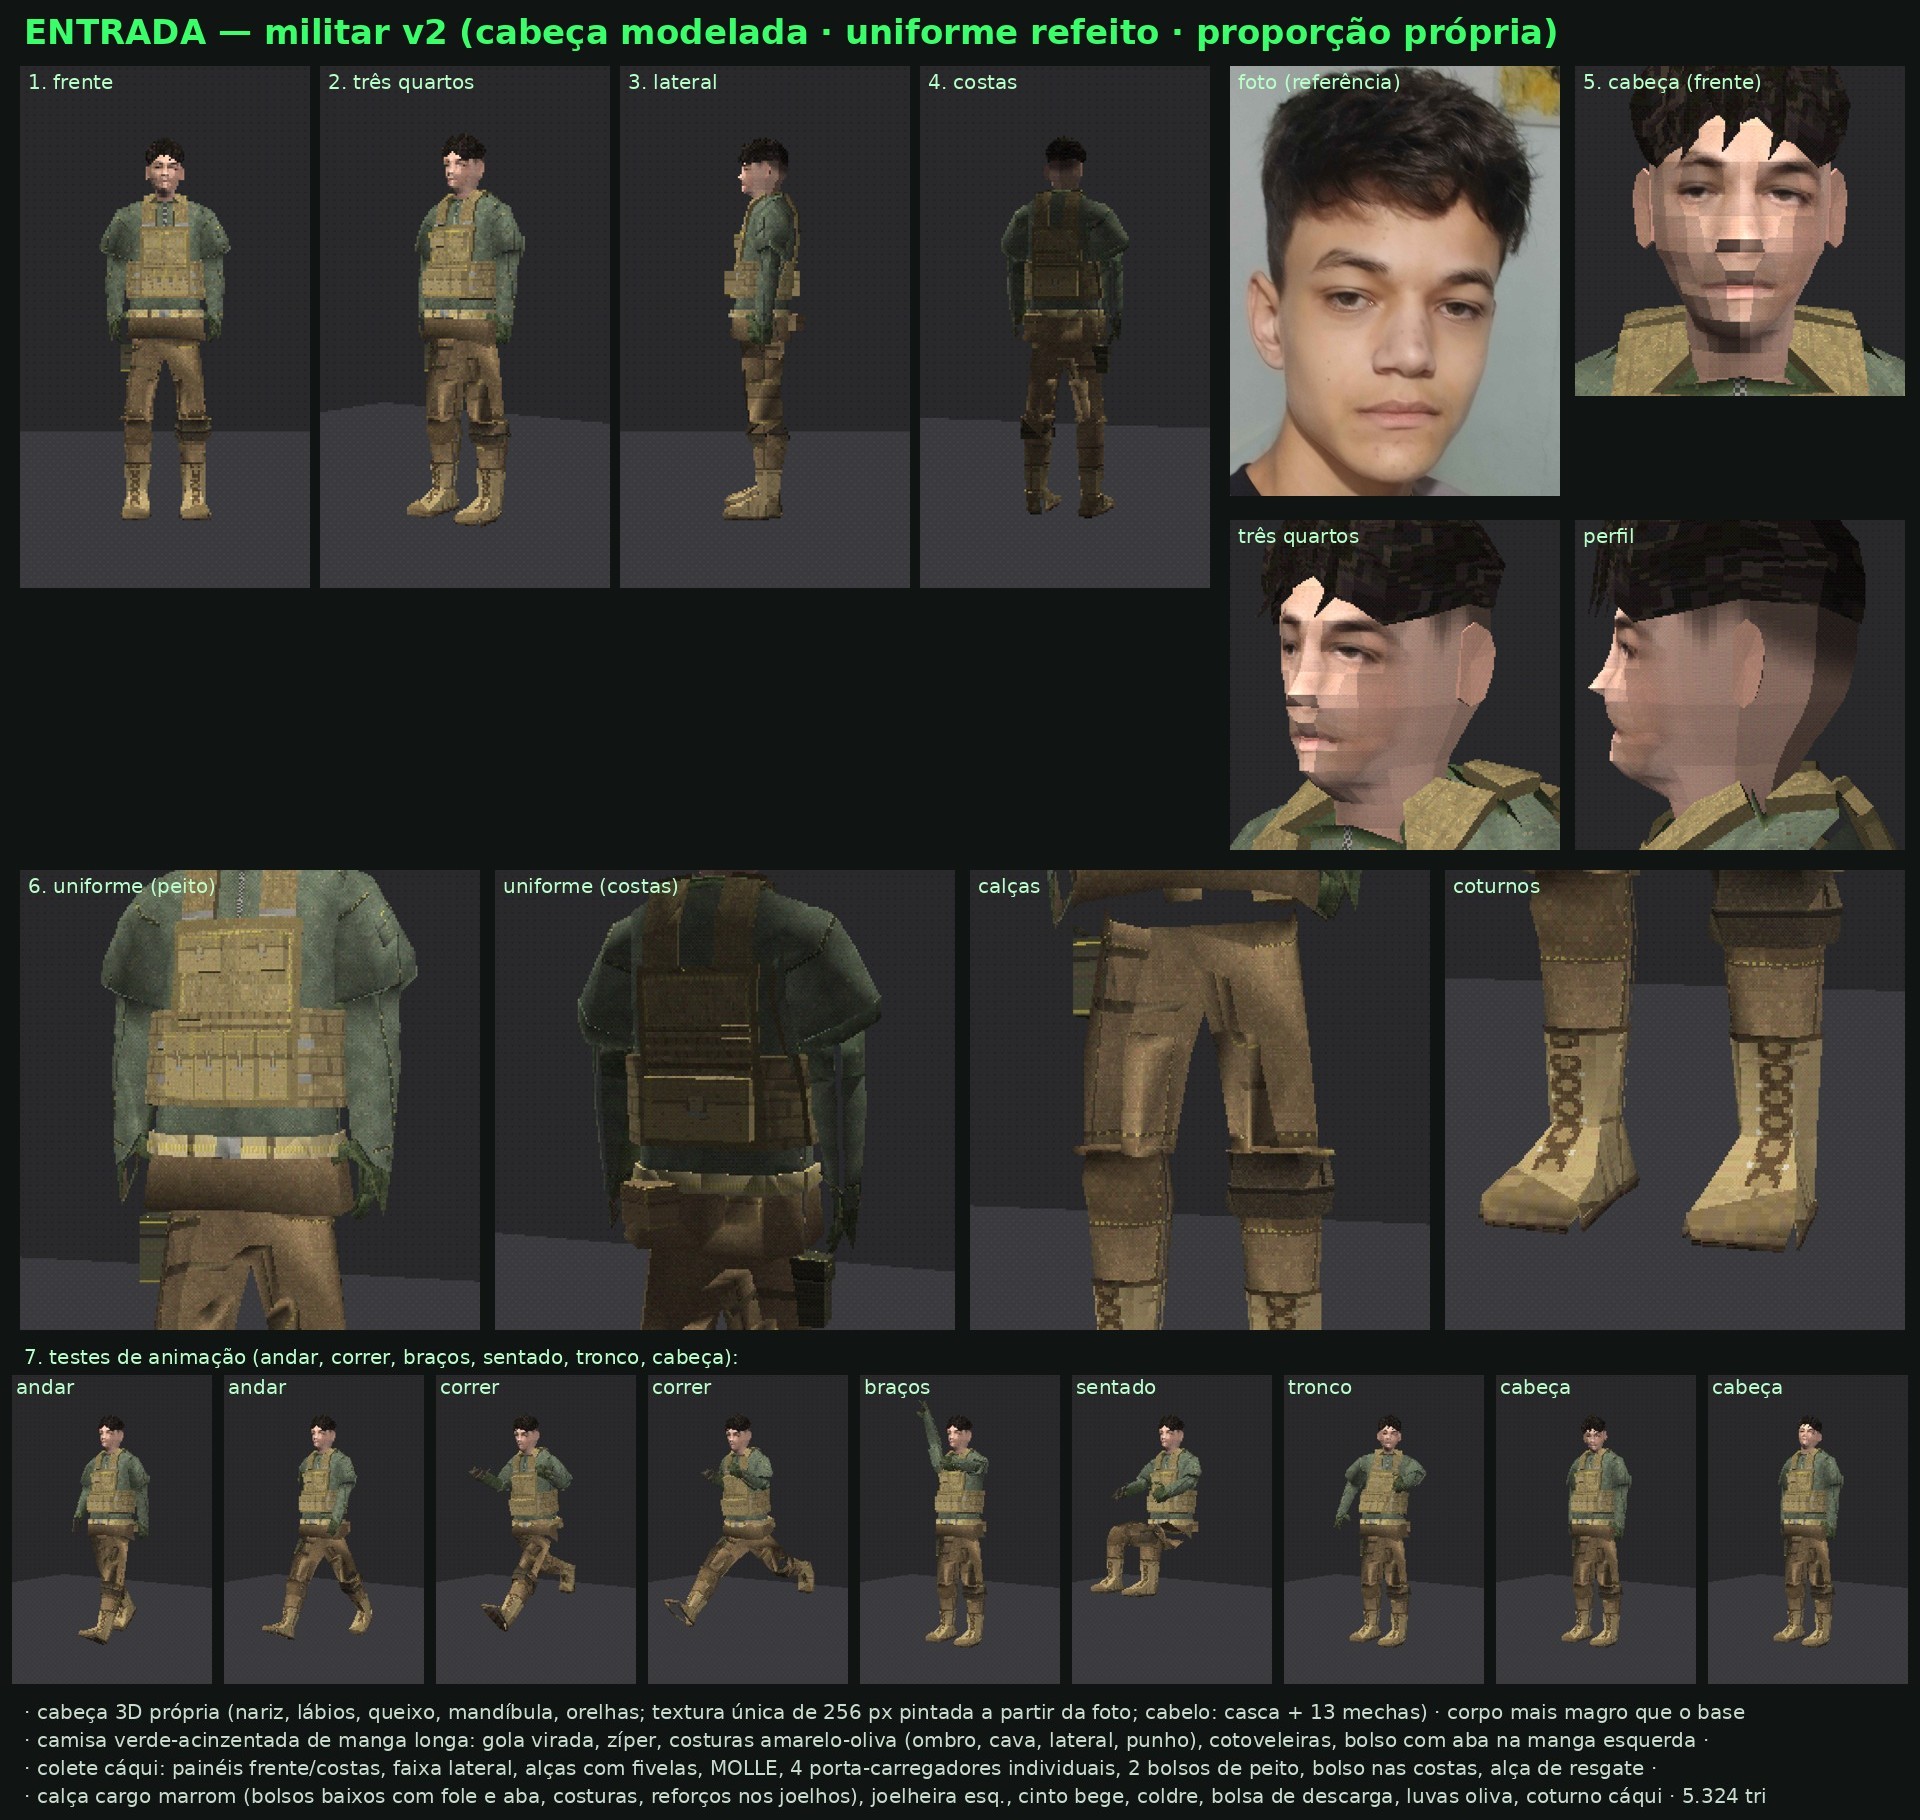 ENTRADA — militar v2 (cabeça modelada · uniforme refeito · proporção própria)
1. frente
2. três quartos
3. lateral
4. costas
foto (referência)
5. cabeça (frente)
três quartos
perfil
6. uniforme (peito)
uniforme (costas)
calças
coturnos
7. testes de animação (andar, correr, braços, sentado, tronco, cabeça):
andar
andar
correr
correr
braços
sentado
tronco
cabeça
cabeça
· cabeça 3D própria (nariz, lábios, queixo, mandíbula, orelhas; textura única de 256 px pintada a partir da foto; cabelo: casca + 13 mechas) · corpo mais magro que o base
· camisa verde-acinzentada de manga longa: gola virada, zíper, costuras amarelo-oliva (ombro, cava, lateral, punho), cotoveleiras, bolso com aba na manga esquerda ·
· colete cáqui: painéis frente/costas, faixa lateral, alças com fivelas, MOLLE, 4 porta-carregadores individuais, 2 bolsos de peito, bolso nas costas, alça de resgate ·
· calça cargo marrom (bolsos baixos com fole e aba, costuras, reforços nos joelhos), joelheira esq., cinto bege, coldre, bolsa de descarga, luvas oliva, coturno cáqui · 5.324 tri